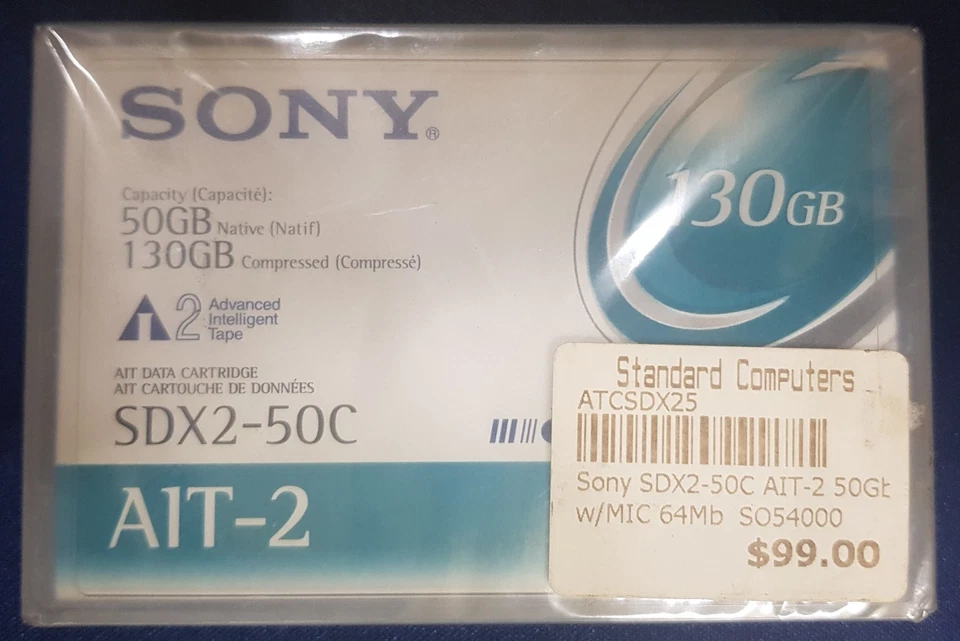 SONY®
Capacity (Capacité):
50GB Native (Natif)
130GB Compressed (Compressé)
130GB
AIT 2 Advanced
Intelligent
Tape
AIT DATA CARTRIDGE
AIT CARTOUCHE DE DONNÉES
SDX2-50C
AIT-2
Standard Computers
ATCSDX25
Sony SDX2-50C AIT-2 50Gb
w/MIC 64Mb SO54000
$99.00